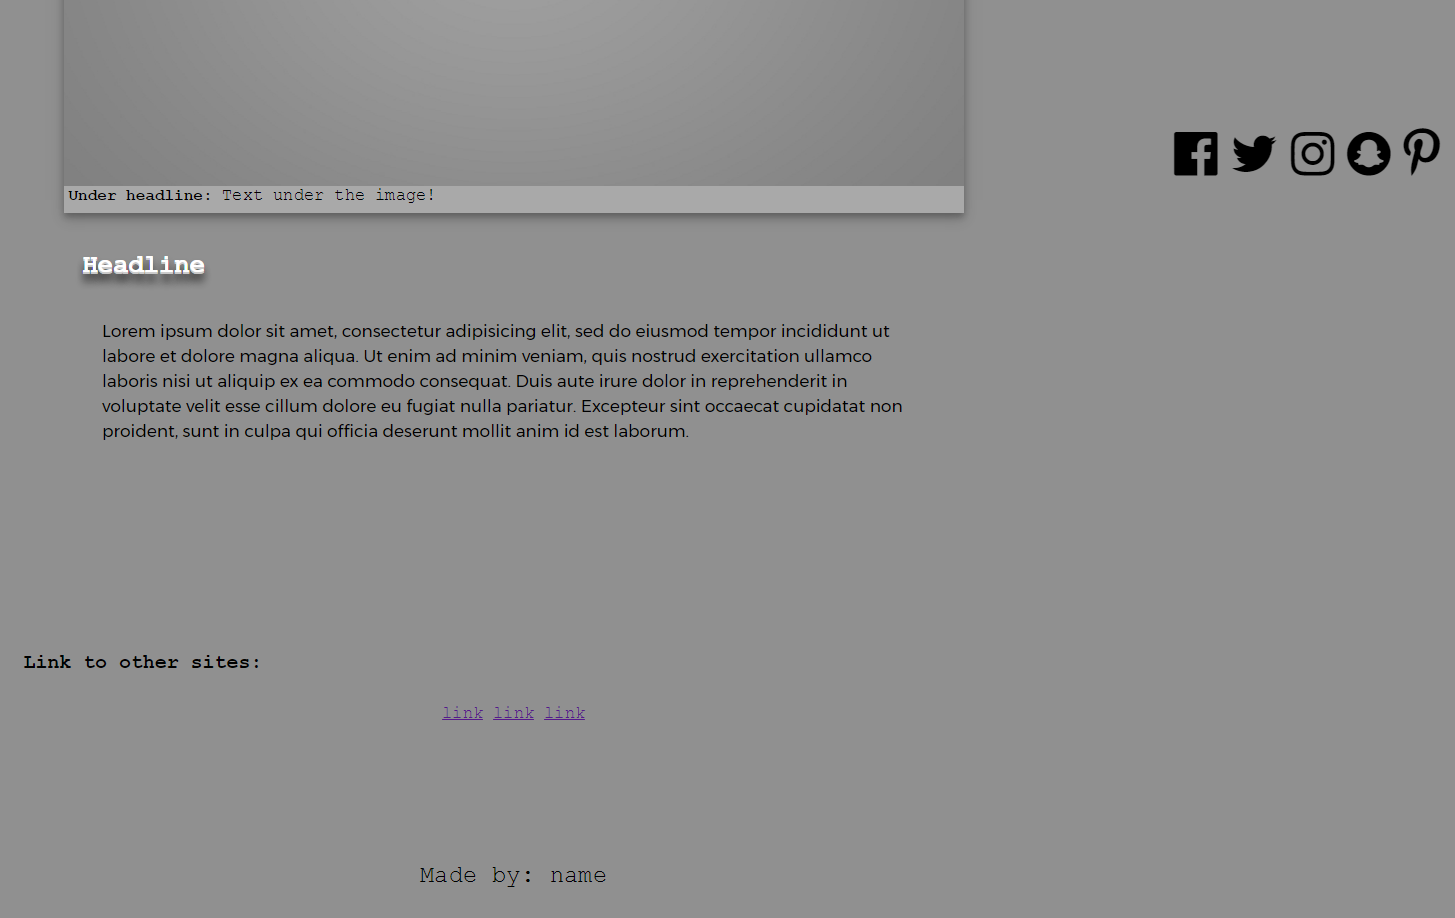 Under headline: Text under the image!
Headline
Lorem ipsum dolor sit amet, consectetur adipisicing elit, sed do eiusmod tempor incididunt ut
labore et dolore magna aliqua. Ut enim ad minim veniam, quis nostrud exercitation ullamco
laboris nisi ut aliquip ex ea commodo consequat. Duis aute irure dolor in reprehenderit in
voluptate velit esse cillum dolore eu fugiat nulla pariatur. Excepteur sint occaecat cupidatat non
proident, sunt in culpa qui officia deserunt mollit anim id est laborum.
Link to other sites:
link link link
Made by: name